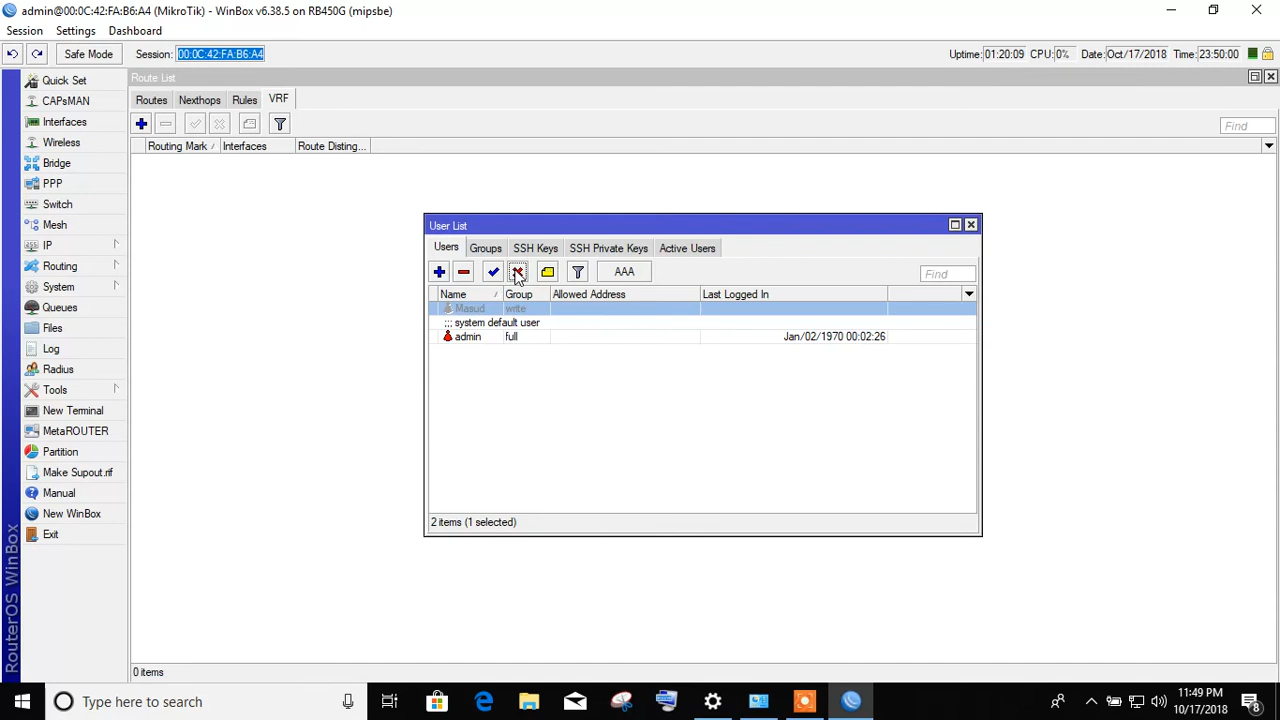 admin@00:0C:42:FA:B6:A4 (MikroTik) - WinBox v6.38.5 on RB450G (mipsbe)
Session Settings Dashboard
Safe Mode Session: 00:0C:42:FA:B6:A4 Uptime: 01:20:09 CPU: 0% Date: Oct/17/2018 Time: 23:50:00
Quick Set
CAPsMAN
Interfaces
Wireless
Bridge
PPP
Switch
Mesh
IP
Routing
System
Queues
Files
Log
Radius
Tools
New Terminal
MetaROUTER
Partition
Make Supout.rif
Manual
New WinBox
Exit
RouterOS WinBox
Route List
Routes Nexthops Rules VRF
Find
Routing Mark Interfaces Route Disting...
User List
Users Groups SSH Keys SSH Private Keys Active Users
AAA Find
Name Group Allowed Address Last Logged In
Masud write
;;; system default user
admin full Jan/02/1970 00:02:26
2 items (1 selected)
0 items
Type here to search
11:49 PM
10/17/2018
8